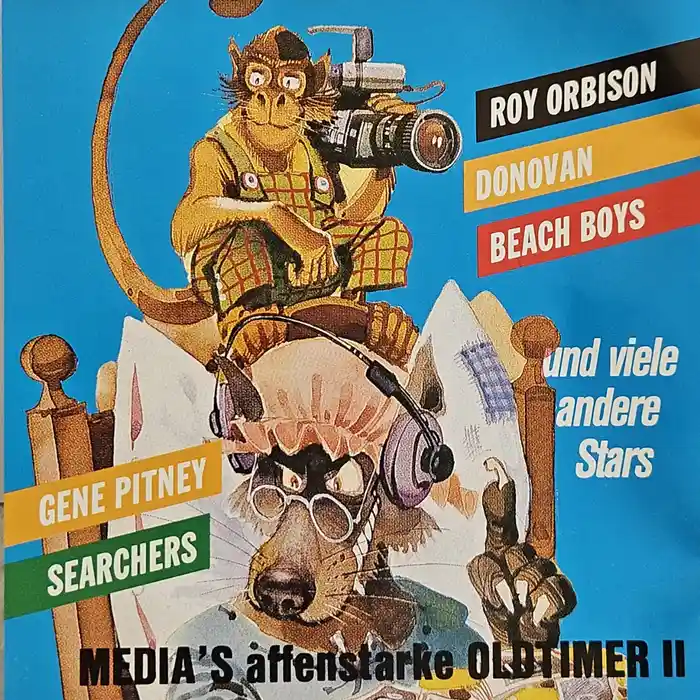 ROY ORBISON
DONOVAN
BEACH BOYS
und viele
andere
Stars
GENE PITNEY
SEARCHERS
MEDIA'S affenstarke OLDTIMER II